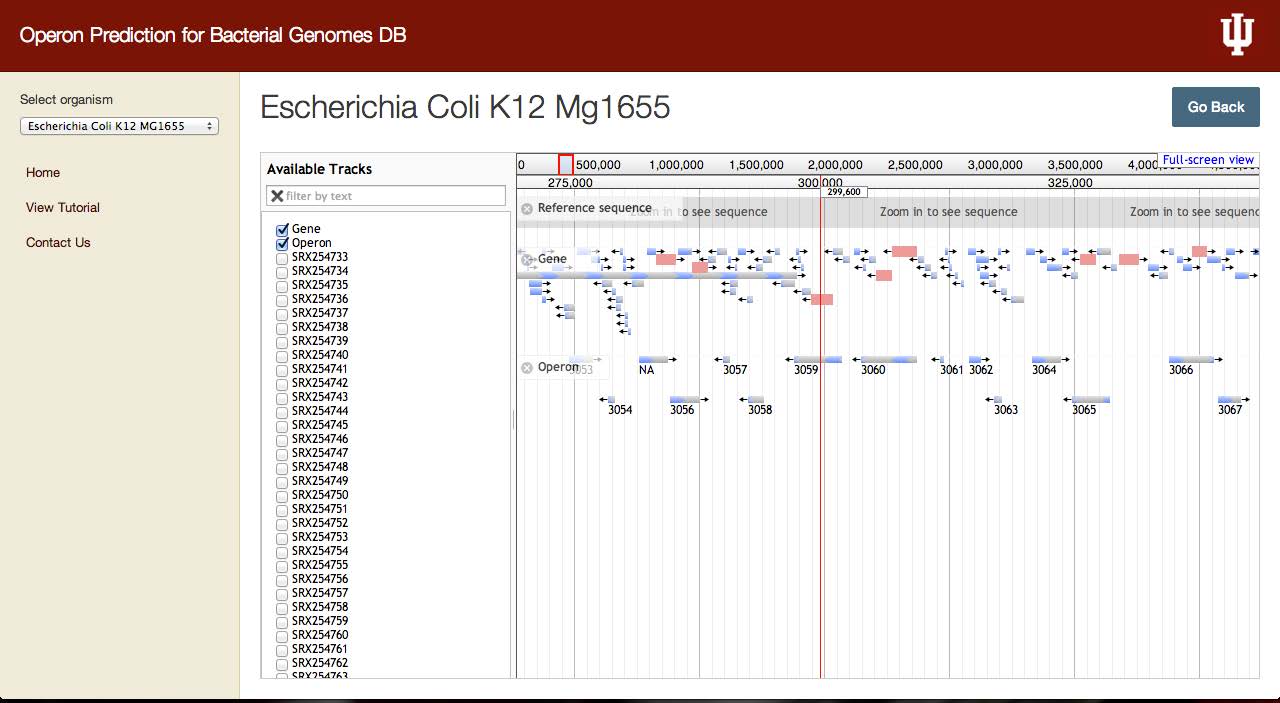 Operon Prediction for Bacterial Genomes DB
Select organism
Escherichia Coli K12 MG1655
Home
View Tutorial
Contact Us
Escherichia Coli K12 Mg1655
Go Back
Available Tracks
filter by text
Gene
Operon
SRX254733
SRX254734
SRX254735
SRX254736
SRX254737
SRX254738
SRX254739
SRX254740
SRX254741
SRX254742
SRX254743
SRX254744
SRX254745
SRX254746
SRX254747
SRX254748
SRX254749
SRX254750
SRX254751
SRX254752
SRX254753
SRX254754
SRX254755
SRX254756
SRX254757
SRX254758
SRX254759
SRX254760
SRX254761
SRX254762
SRX254763
0 500,000 1,000,000 1,500,000 2,000,000 2,500,000 3,000,000 3,500,000 Full-screen view
275,000 300,000 325,000
299,600
Reference sequence Zoom in to see sequence Zoom in to see sequence Zoom in to see sequenc
Gene
Operon 3053 NA 3057 3059 3060 3061 3062 3064 3066
3054 3056 3058 3063 3065 3067